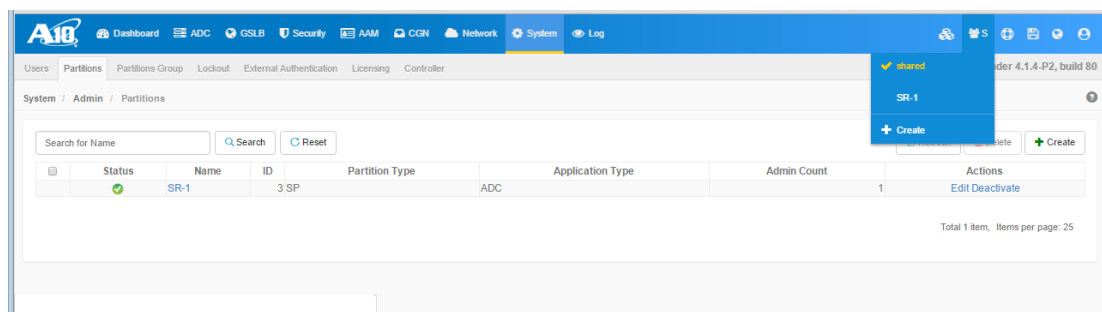 A10 Dashboard ADC GSLB Security AAM CGN Network System Log S
Users Partitions Partitions Group Lockout External Authentication Licensing Controller
shared
der 4.1.4-P2, build 80
System / Admin / Partitions
SR-1
Create
Search for Name Search Reset Create
Status Name ID Partition Type Application Type Admin Count Actions
SR-1 3 SP ADC 1 Edit Deactivate
Total 1 item, Items per page: 25